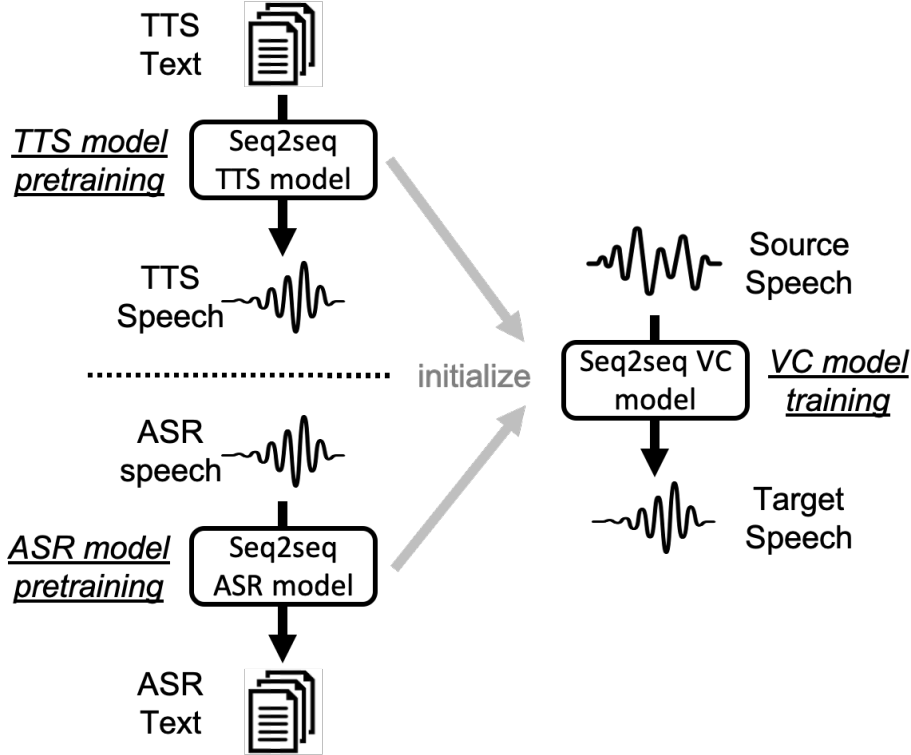 TTS
Text
TTS model
pretraining
Seq2seq
TTS model
TTS
Speech
ASR
speech
ASR model
pretraining
Seq2seq
ASR model
ASR
Text
initialize
Source
Speech
Seq2seq VC
model
VC model
training
Target
Speech